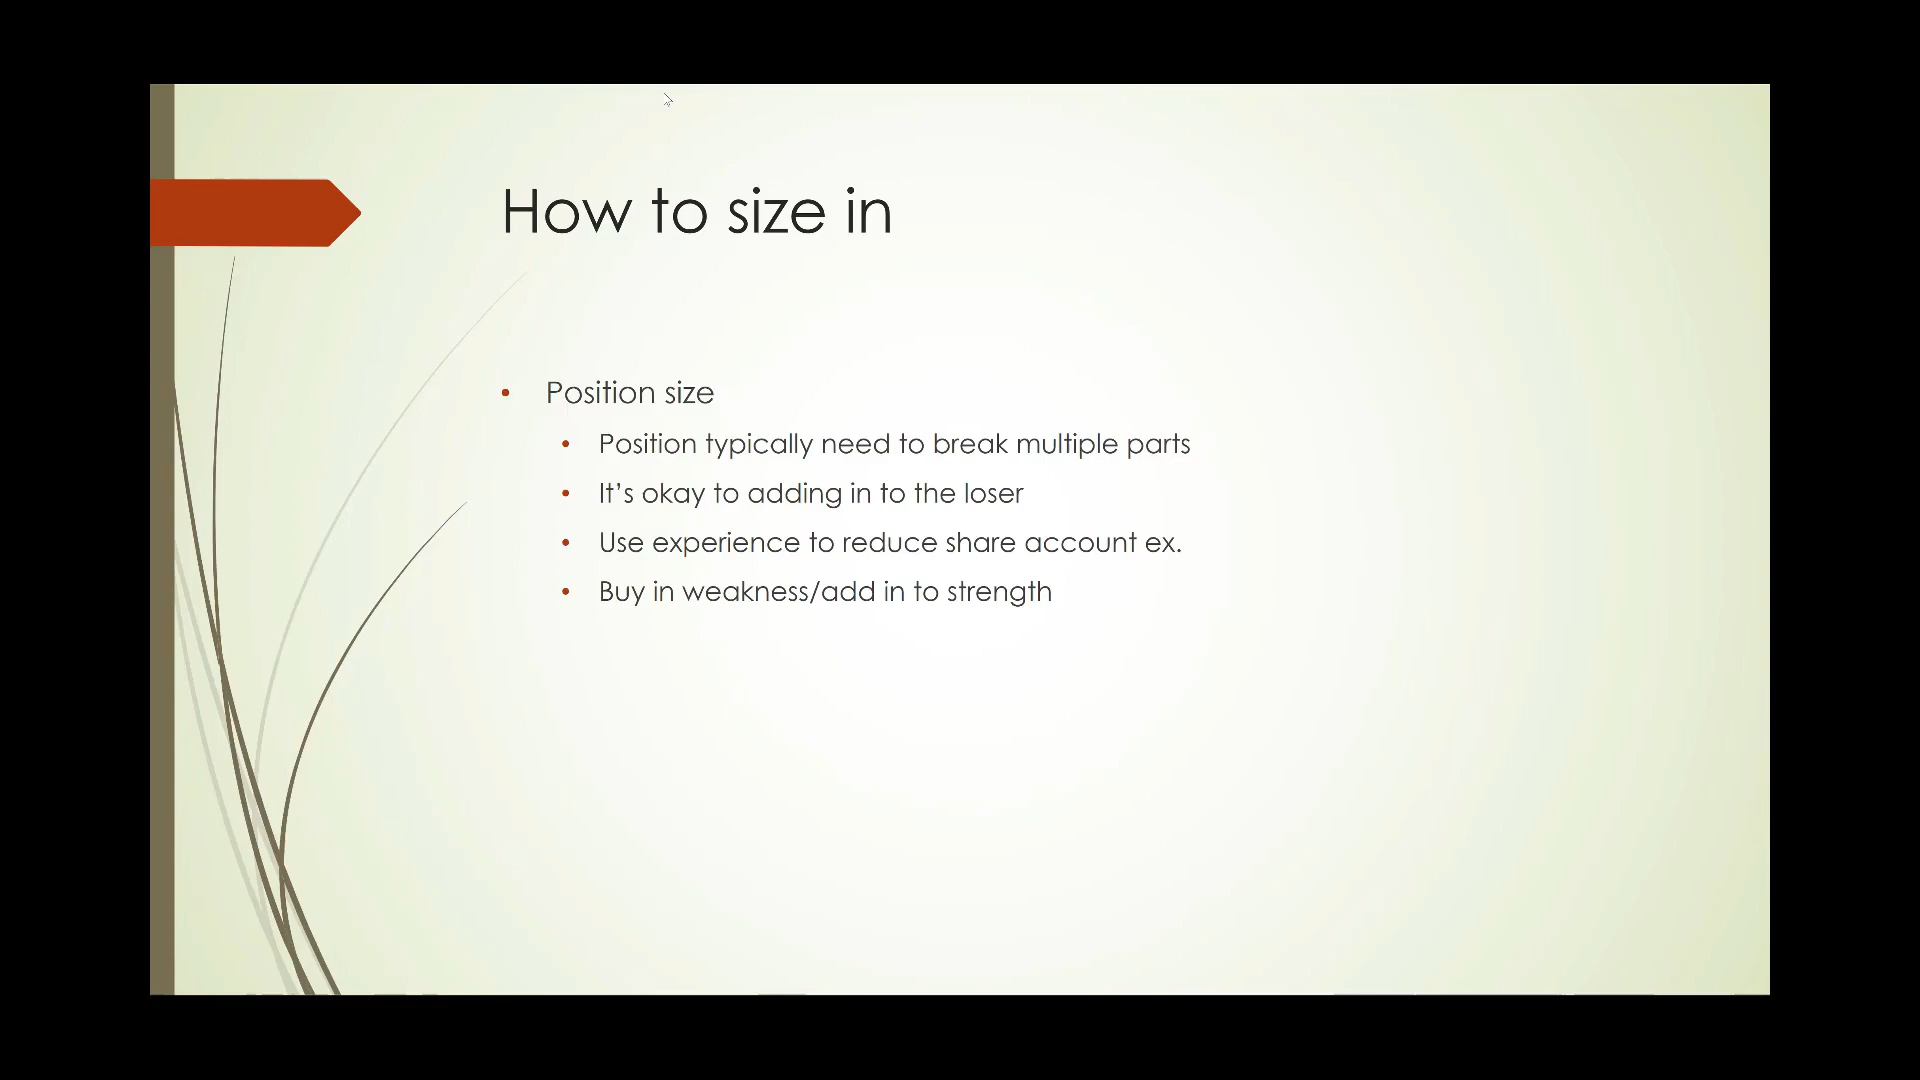 How to size in
Position size
Position typically need to break multiple parts
It’s okay to adding in to the loser
Use experience to reduce share account ex.
Buy in weakness/add in to strength